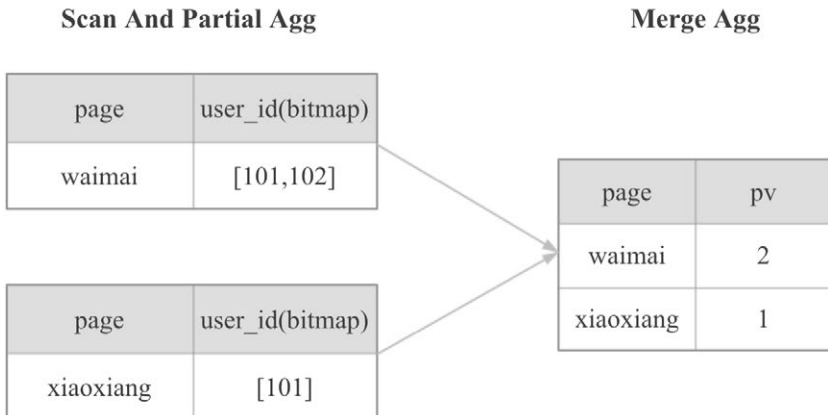 Scan And Partial Agg
Merge Agg
page user_id(bitmap)
waimai [101,102]
page user_id(bitmap)
xiaoxiang [101]
page pv
waimai 2
xiaoxiang 1